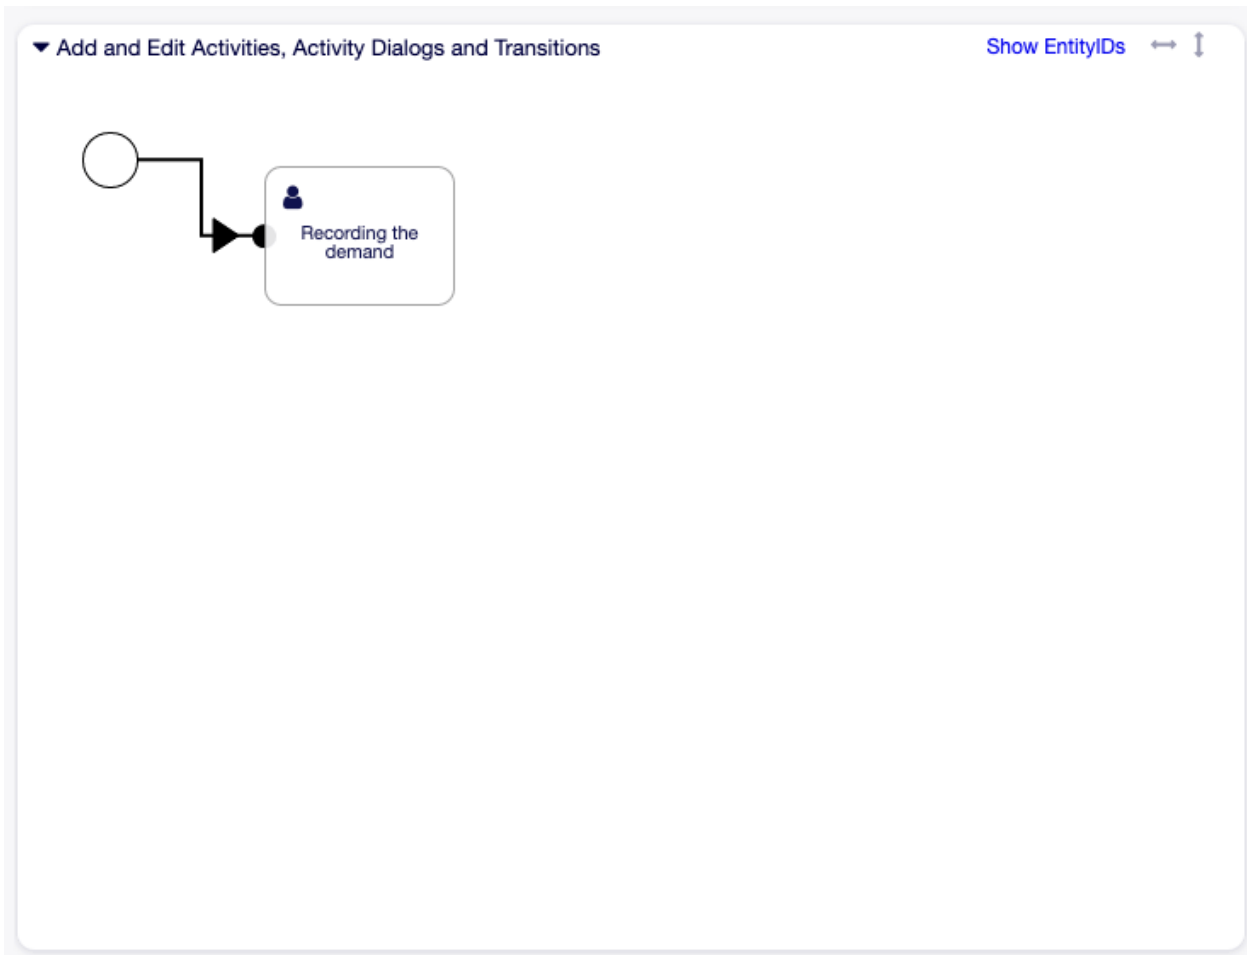 Add and Edit Activities, Activity Dialogs and Transitions
Show EntityIDs
Recording the
demand